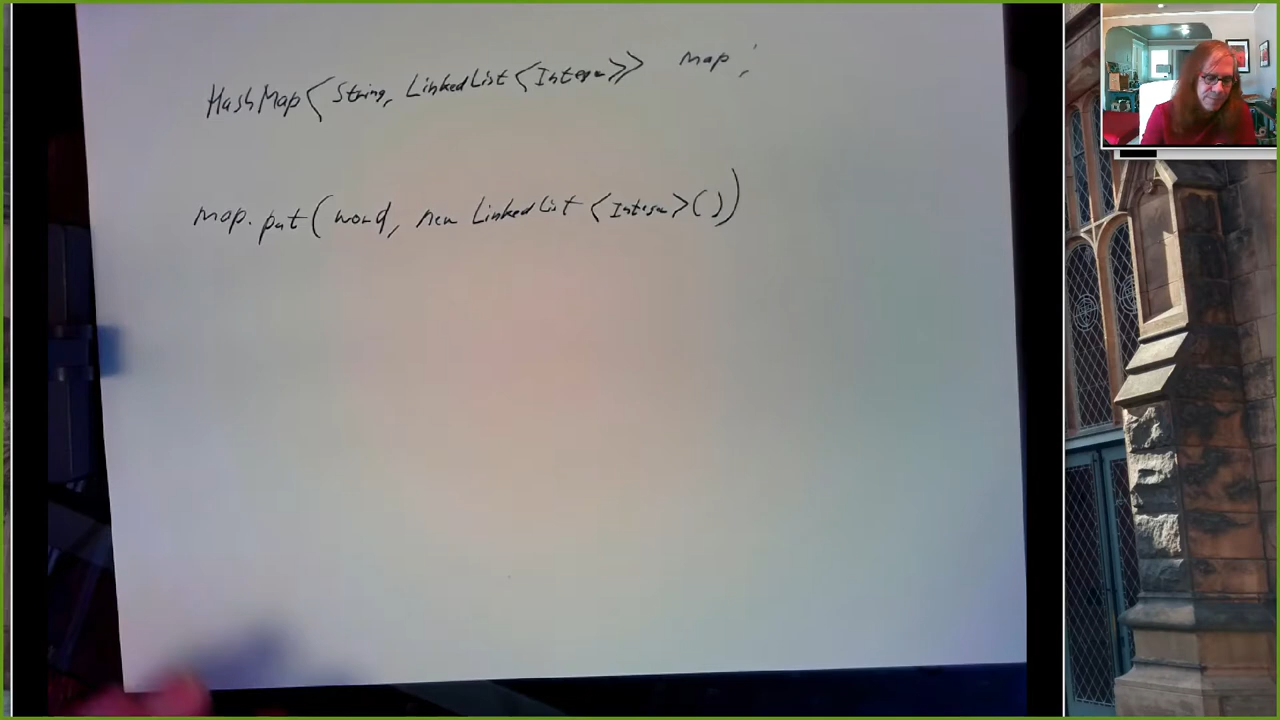 HashMap<String, LinkedList<Integer>> map;
map.put(word, new LinkedList<Integer>())